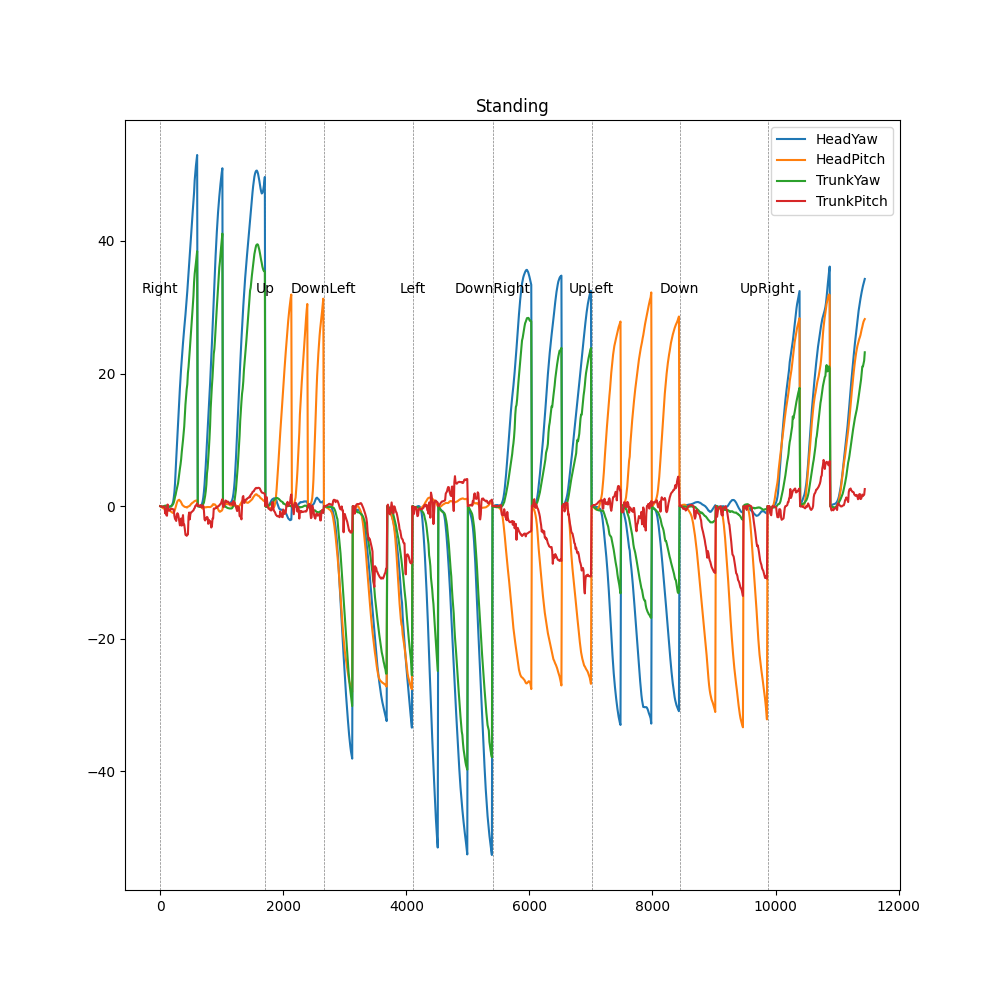 Standing
HeadYaw
HeadPitch
TrunkYaw
TrunkPitch
40
20
0
−20
−40
Right
Up
DownLeft
Left
DownRight
UpLeft
Down
UpRight
0
2000
4000
6000
8000
10000
12000